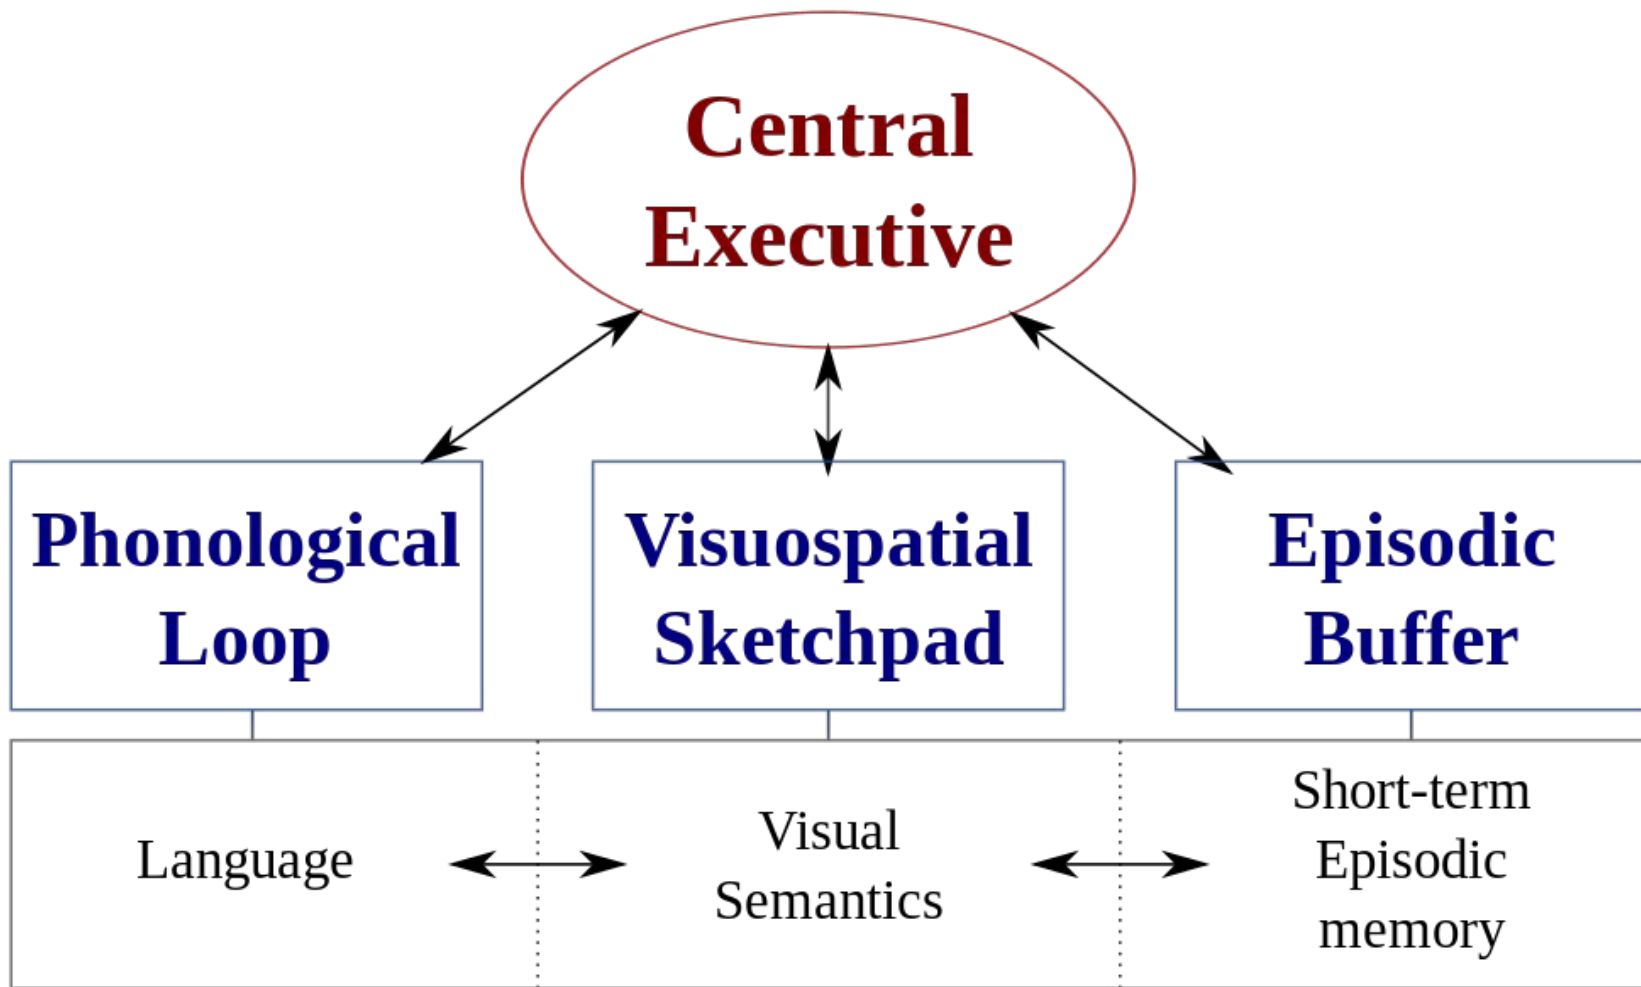 Central
Executive
Phonological
Loop
Visuospatial
Sketchpad
Episodic
Buffer
Language
Visual
Semantics
Short-term
Episodic
memory